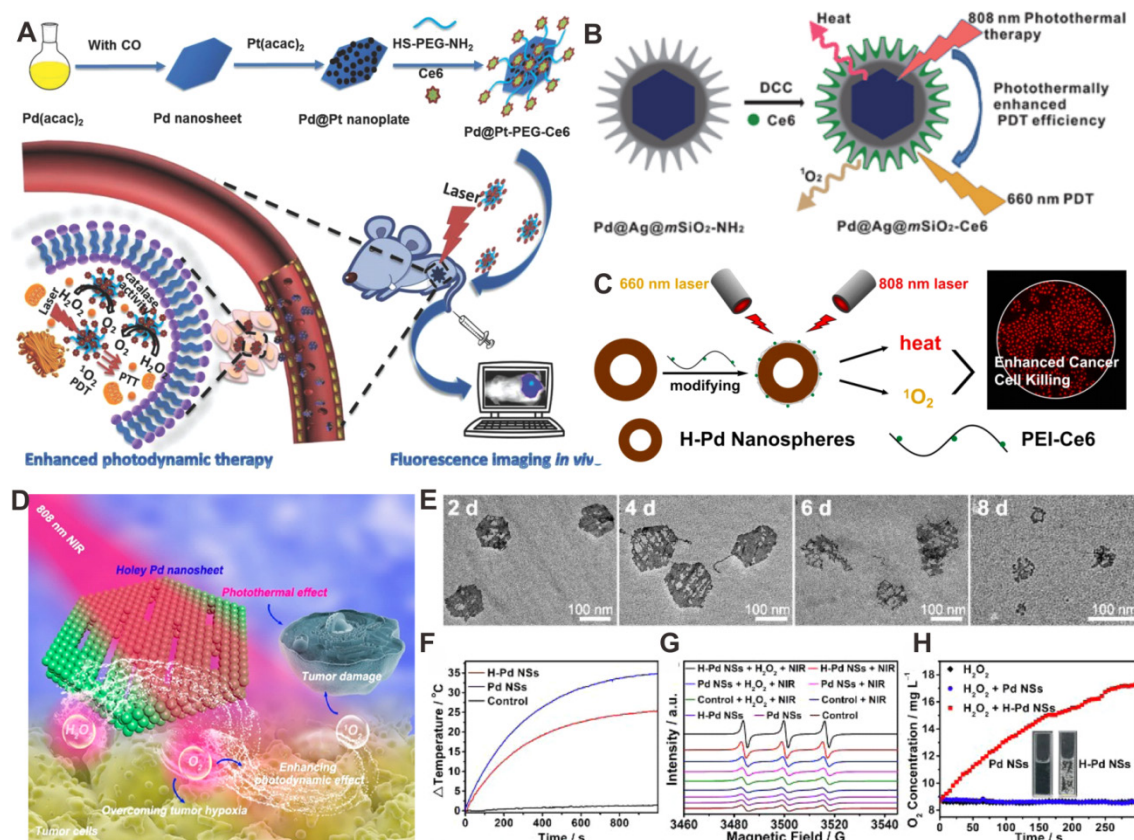 A
With CO
Pt(acac)₂
HS-PEG-NH₂
Ce6
Pd(acac)₂
Pd nanosheet
Pd@Pt nanoplate
Pd@Pt-PEG-Ce6
Laser
catalase
activity
Laser
H₂O₂
O₂
O₂
H₂O₂
¹O₂
PDT
PTT
Enhanced photodynamic therapy
Fluorescence imaging in viv
B
Heat
808 nm Photothermal
therapy
DCC
Ce6
Photothermally
enhanced
PDT efficiency
¹O₂
660 nm PDT
Pd@Ag@mSiO₂-NH₂
Pd@Ag@mSiO₂-Ce6
C
660 nm laser
808 nm laser
modifying
heat
¹O₂
Enhanced Cancer
Cell Killing
H-Pd Nanospheres
PEI-Ce6
D
808 nm NIR
Holey Pd nanosheet
Photothermal effect
Tumor damage
H₂O₂
O₂
¹O₂
Enhancing
photodynamic effect
Overcoming tumor hypoxia
Tumor cells
E
2 d
4 d
6 d
8 d
100 nm
100 nm
100 nm
100 nm
F
△ Temperature / °C
35
30
25
20
15
10
5
0
H-Pd NSs
Pd NSs
Control
0 200 400 600 800
Time / s
G
Intensity / a.u.
H-Pd NSs + H₂O₂ + NIR
H-Pd NSs + NIR
Pd NSs + H₂O₂ + NIR
Pd NSs + NIR
Control + H₂O₂ + NIR
Control + NIR
H-Pd NSs
Pd NSs
Control
3460 3480 3500 3520 3540
Magnetic Field / G
H
O₂ Concentration / mg L⁻¹
18
16
14
12
10
8
6
H₂O₂
H₂O₂ + Pd NSs
H₂O₂ + H-Pd NSs
Pd NSs
H-Pd NSs
0 50 100 150 200 250
Time / s